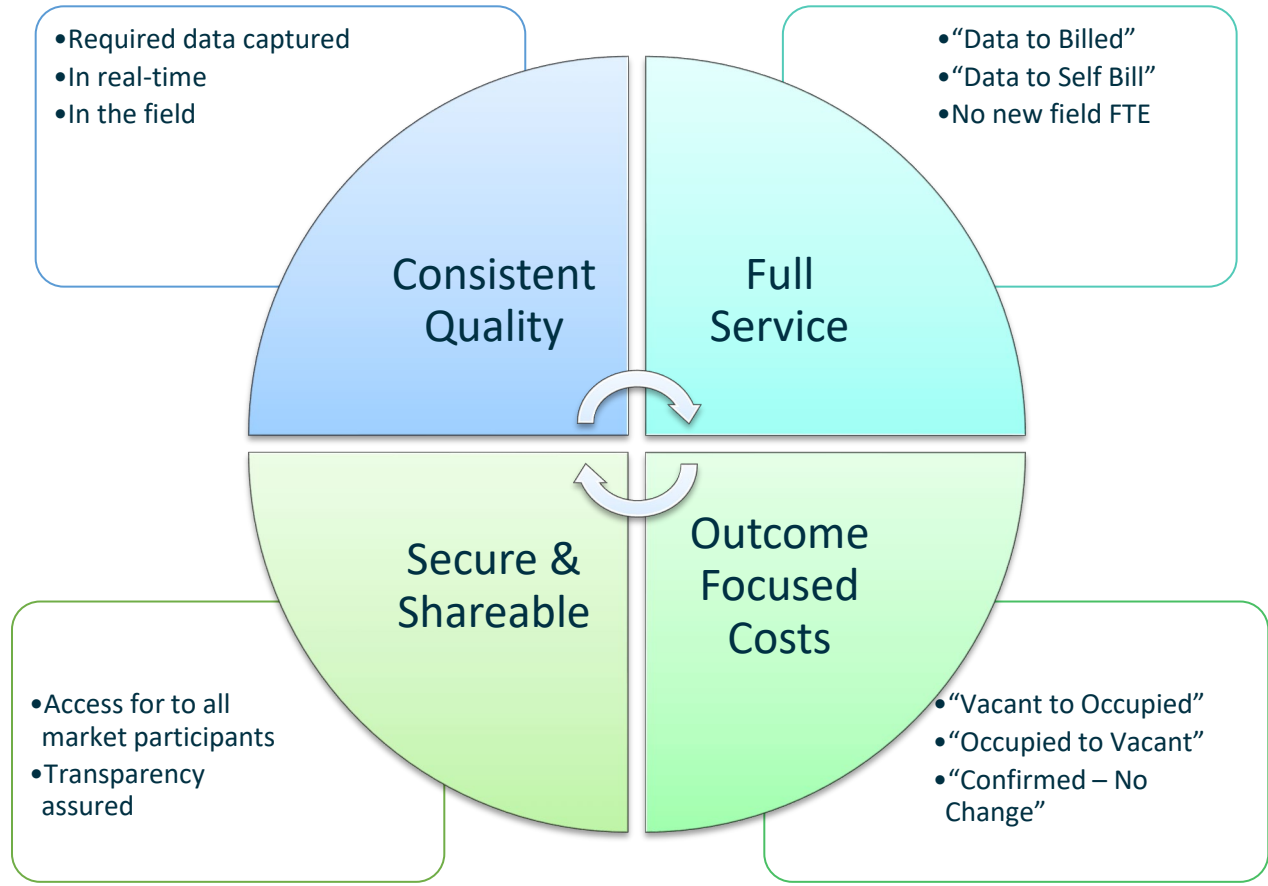 •Required data captured
•In real-time
•In the field
•“Data to Billed”
•“Data to Self Bill”
•No new field FTE
Consistent
Quality
Full
Service
Secure &
Shareable
Outcome
Focused
Costs
•Access for to all
market participants
•Transparency
assured
•“Vacant to Occupied”
•“Occupied to Vacant”
•“Confirmed – No
Change”